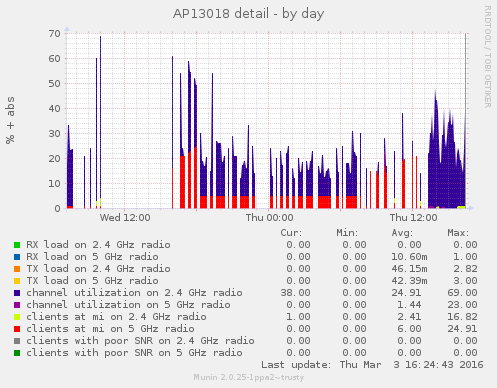 AP13018 detail - by day
RRDTOOL / TOBI OETIKER
% + abs
70
60
50
40
30
20
10
0
Wed 12:00 Thu 00:00 Thu 12:00
Cur: Min: Avg: Max:
RX load on 2.4 GHz radio 0.00 0.00 0.00 0.00
RX load on 5 GHz radio 0.00 0.00 10.60m 1.00
TX load on 2.4 GHz radio 0.00 0.00 46.15m 2.82
TX load on 5 GHz radio 0.00 0.00 42.39m 3.00
channel utilization on 2.4 GHz radio 38.00 0.00 24.91 69.00
channel utilization on 5 GHz radio 0.00 0.00 1.44 23.00
clients at mi on 2.4 GHz radio 1.00 0.00 2.41 16.82
clients at mi on 5 GHz radio 0.00 0.00 6.00 24.91
clients with poor SNR on 2.4 GHz radio 0.00 0.00 0.00 0.00
clients with poor SNR on 5 GHz radio 0.00 0.00 0.00 0.00
Last update: Thu Mar 3 16:24:43 2016
Munin 2.0.25-1ppa2~trusty